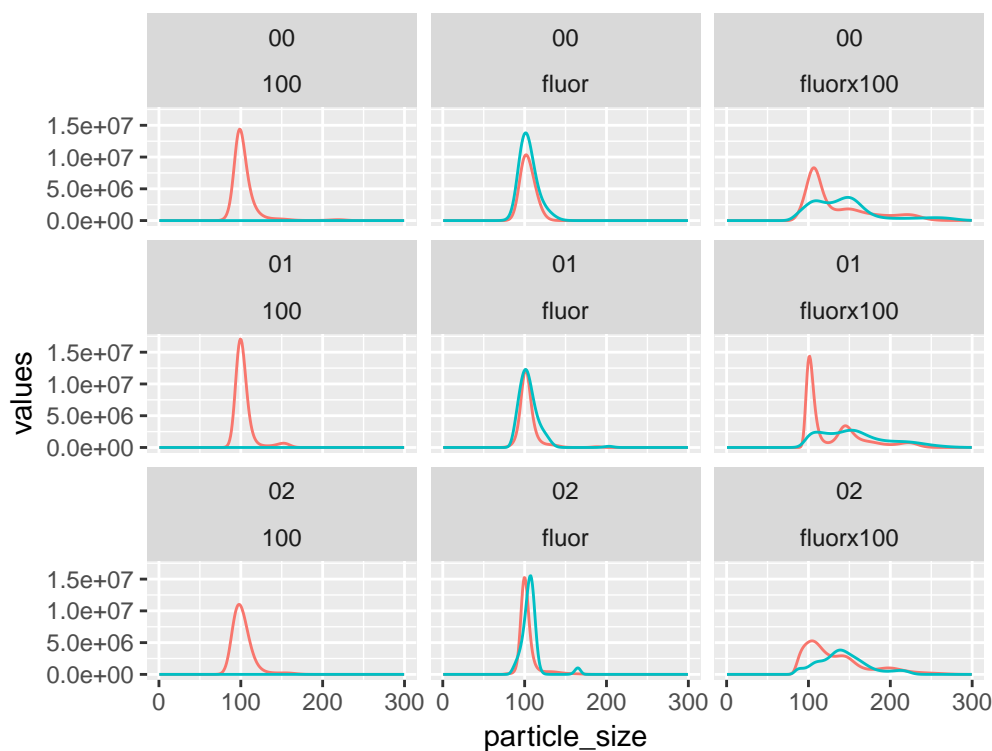 00 00 00
100 fluor fluorx100
1.5e+07
1.0e+07
5.0e+06
0.0e+00
01 01 01
100 fluor fluorx100
1.5e+07
1.0e+07
5.0e+06
0.0e+00
values
02 02 02
100 fluor fluorx100
1.5e+07
1.0e+07
5.0e+06
0.0e+00
0 100 200 300 0 100 200 300 0 100 200 300
particle_size